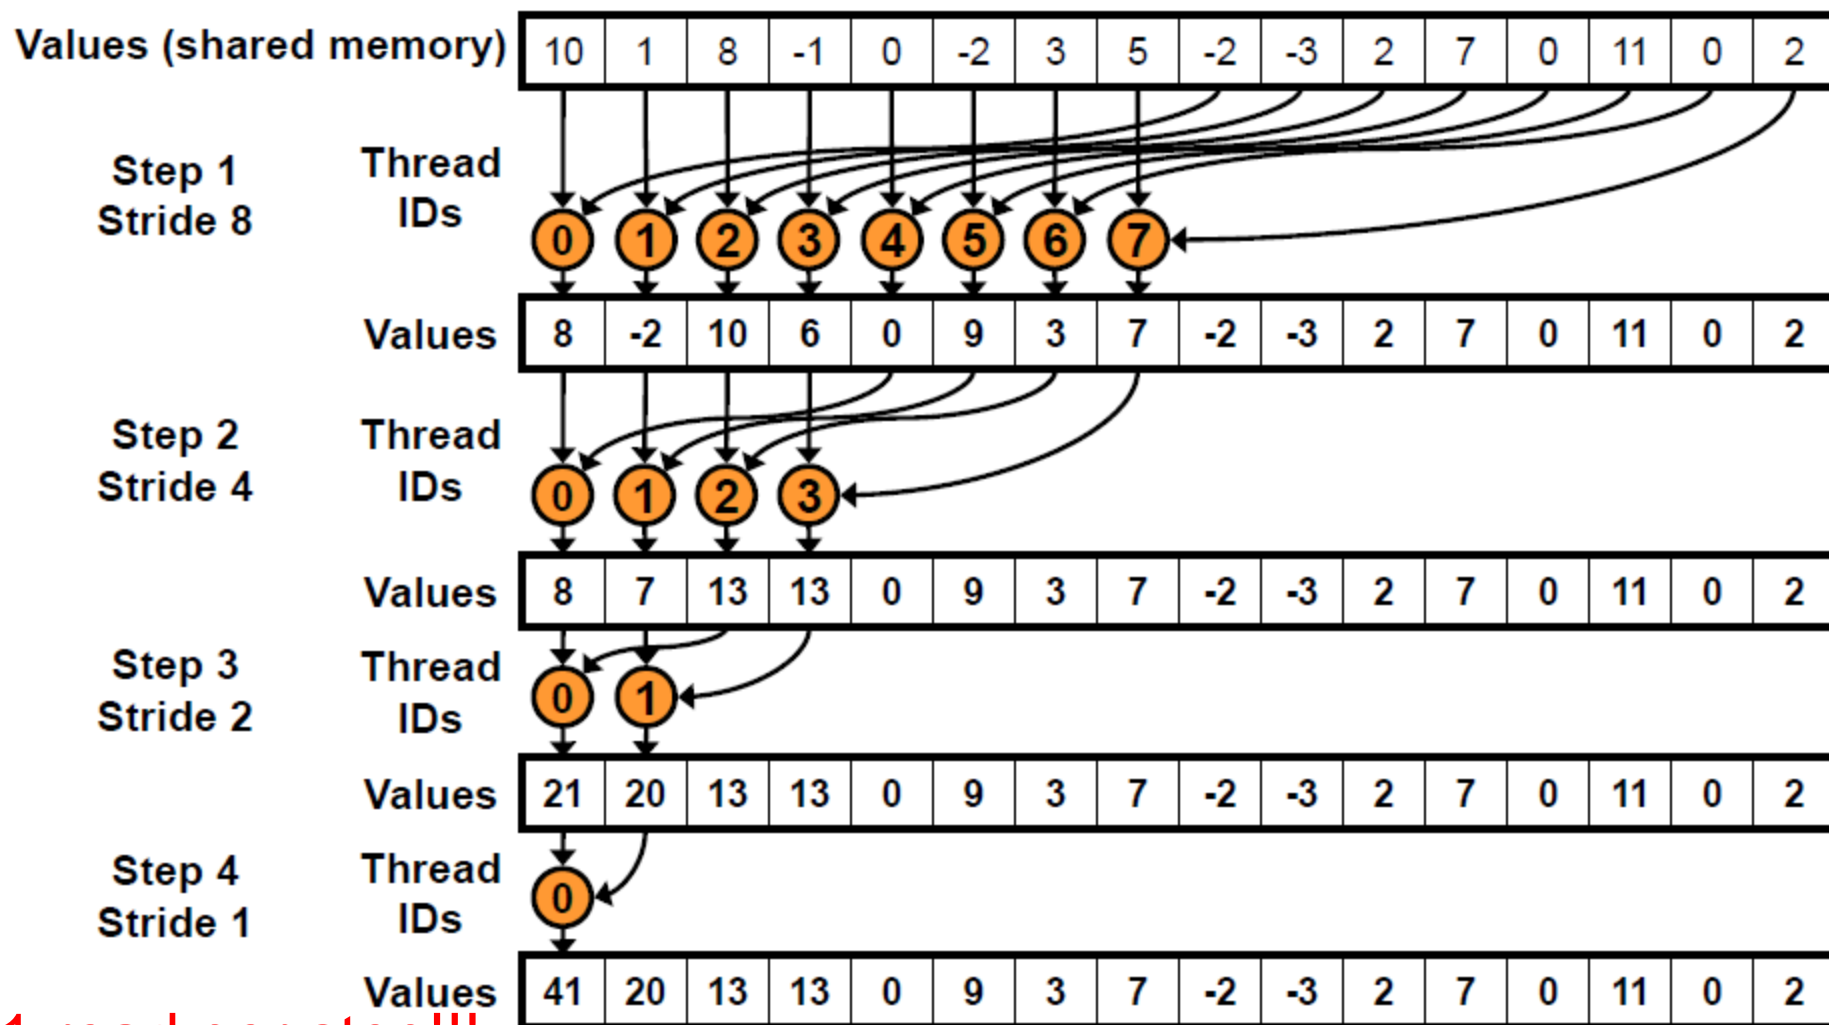 Values (shared memory) 10 1 8 -1 0 -2 3 5 -2 -3 2 7 0 11 0 2
Step 1 Thread
Stride 8 IDs
0 1 2 3 4 5 6 7
Values 8 -2 10 6 0 9 3 7 -2 -3 2 7 0 11 0 2
Step 2 Thread
Stride 4 IDs
0 1 2 3
Values 8 7 13 13 0 9 3 7 -2 -3 2 7 0 11 0 2
Step 3 Thread
Stride 2 IDs
0 1
Values 21 20 13 13 0 9 3 7 -2 -3 2 7 0 11 0 2
Step 4 Thread
Stride 1 IDs
0
Values 41 20 13 13 0 9 3 7 -2 -3 2 7 0 11 0 2